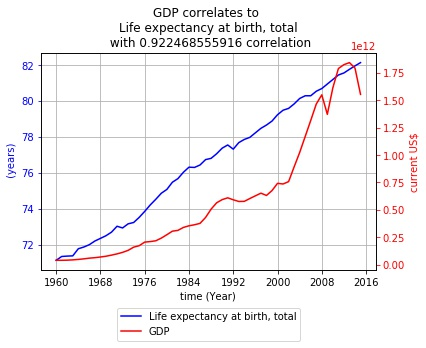 GDP correlates to
Life expectancy at birth, total
with 0.922468555916 correlation
1e12
82
80
78
76
74
72
(years)
1.75
1.50
1.25
1.00
0.75
0.50
0.25
0.00
current US$
1960 1968 1976 1984 1992 2000 2008 2016
time (Year)
Life expectancy at birth, total
GDP